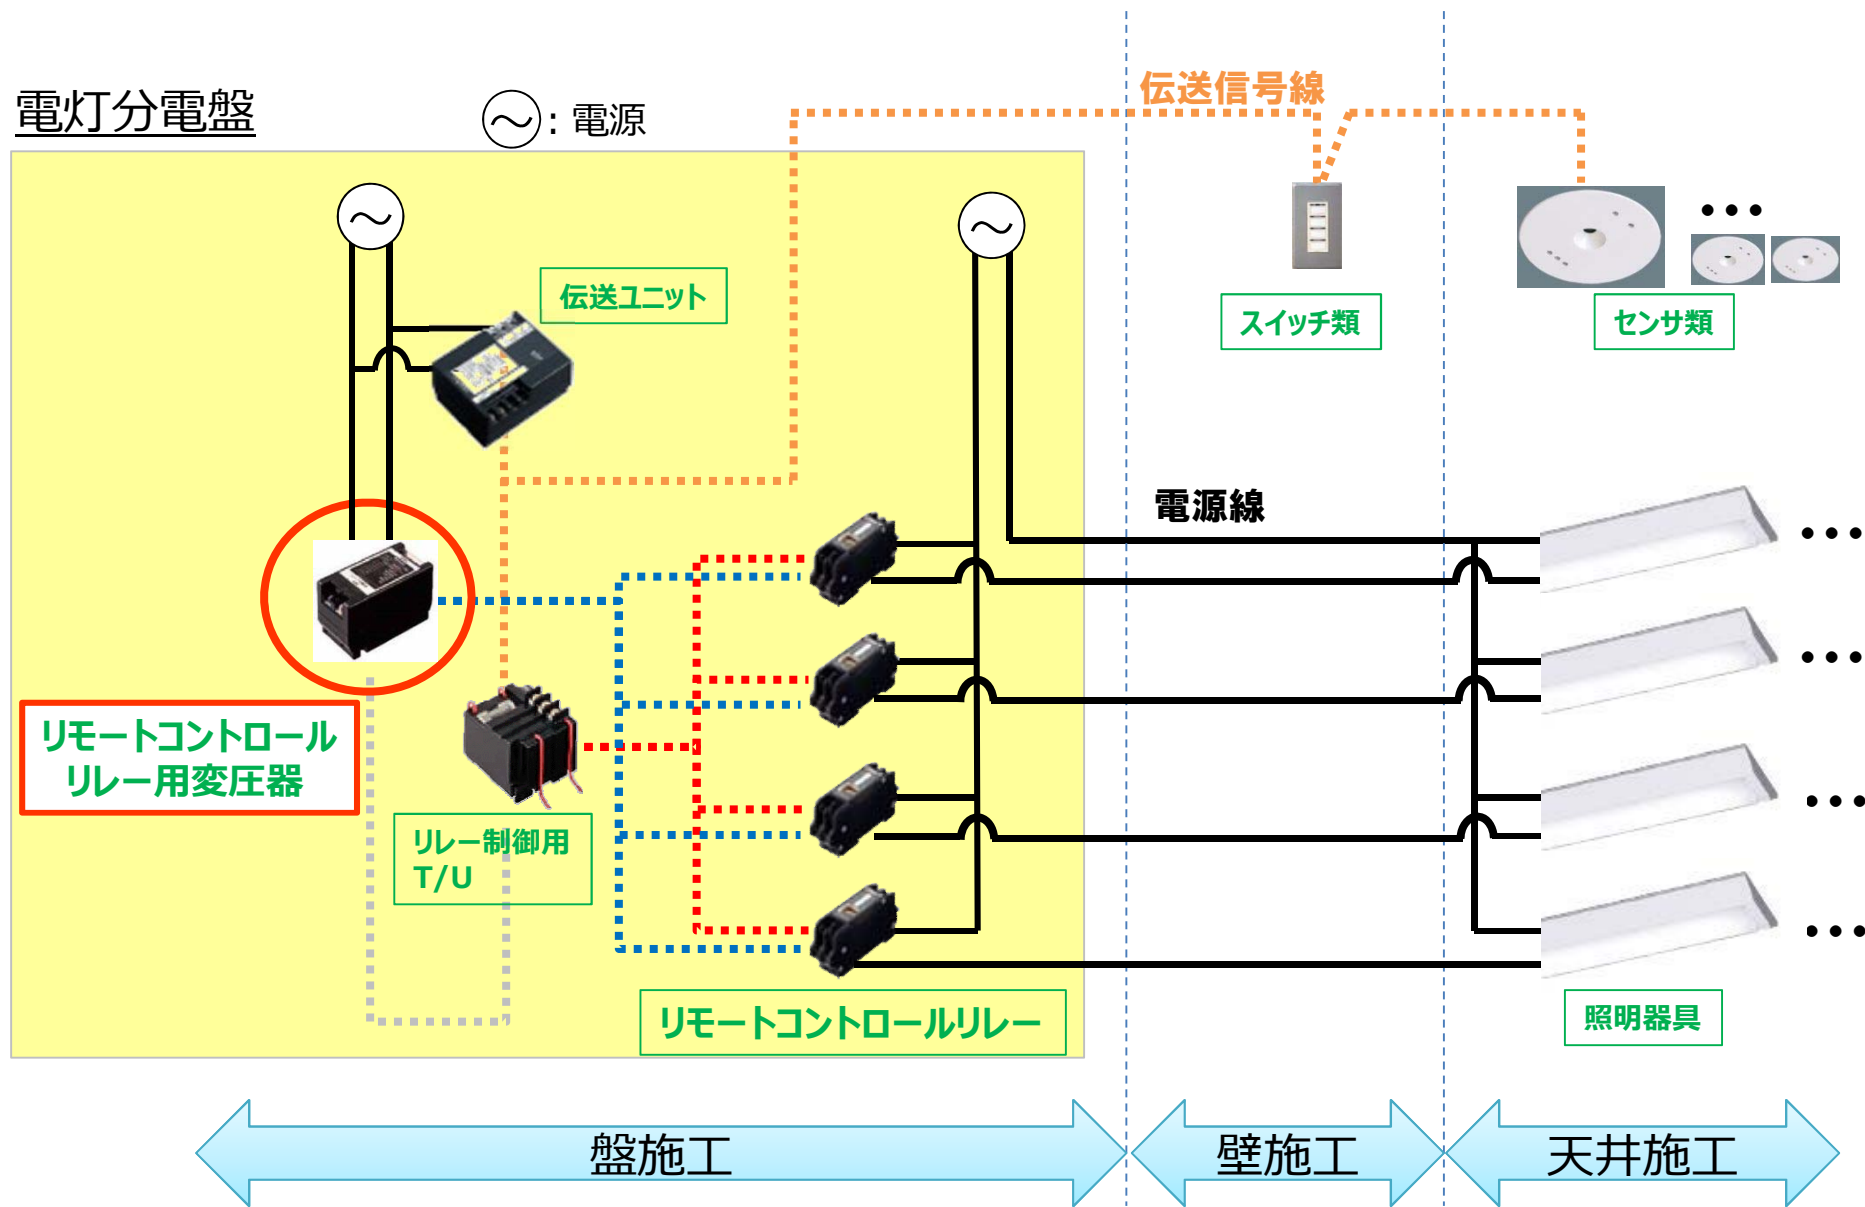 電灯分電盤
: 電源
伝送信号線
伝送ユニット
スイッチ類
センサ類
電源線
リモートコントロール
リレー用変圧器
リレー制御用
T/U
リモートコントロールリレー
照明器具
盤施工
壁施工
天井施工